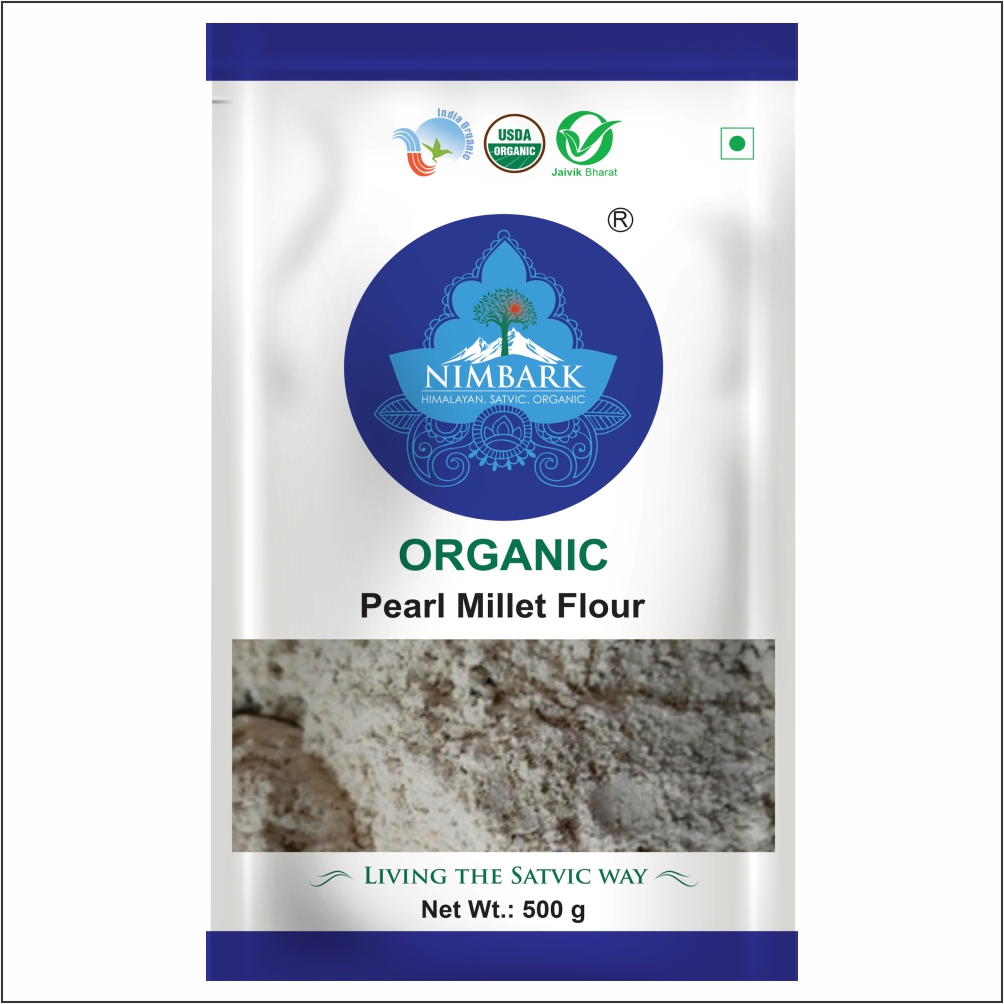 India Organic
USDA
ORGANIC
Jaivik Bharat
®
NIMBARK
HIMALAYAN. SATVIC. ORGANIC
ORGANIC
Pearl Millet Flour
LIVING THE SATVIC WAY
Net Wt.: 500 g